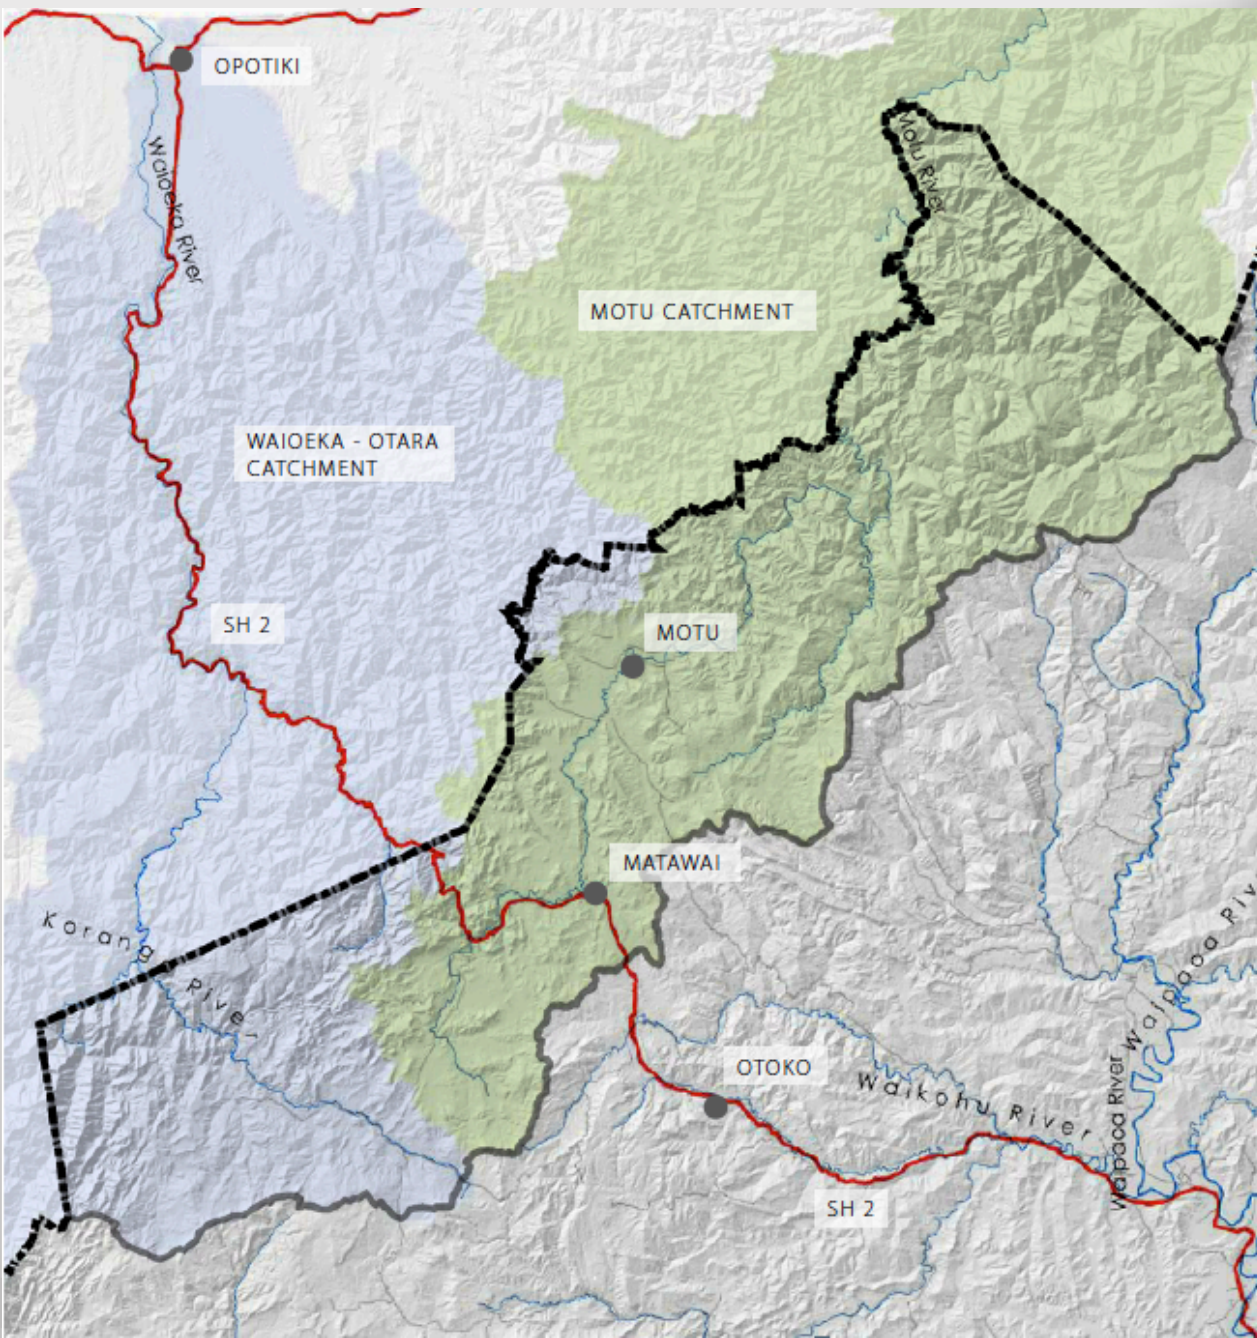 OPOTIKI
Waioeka River
Motu River
MOTU CATCHMENT
WAIOEKA - OTARA
CATCHMENT
SH 2
MOTU
MATAWAI
Korang River
Waipaoa Riv
OTOKO
Waikohu River
Waipaoa River
SH 2